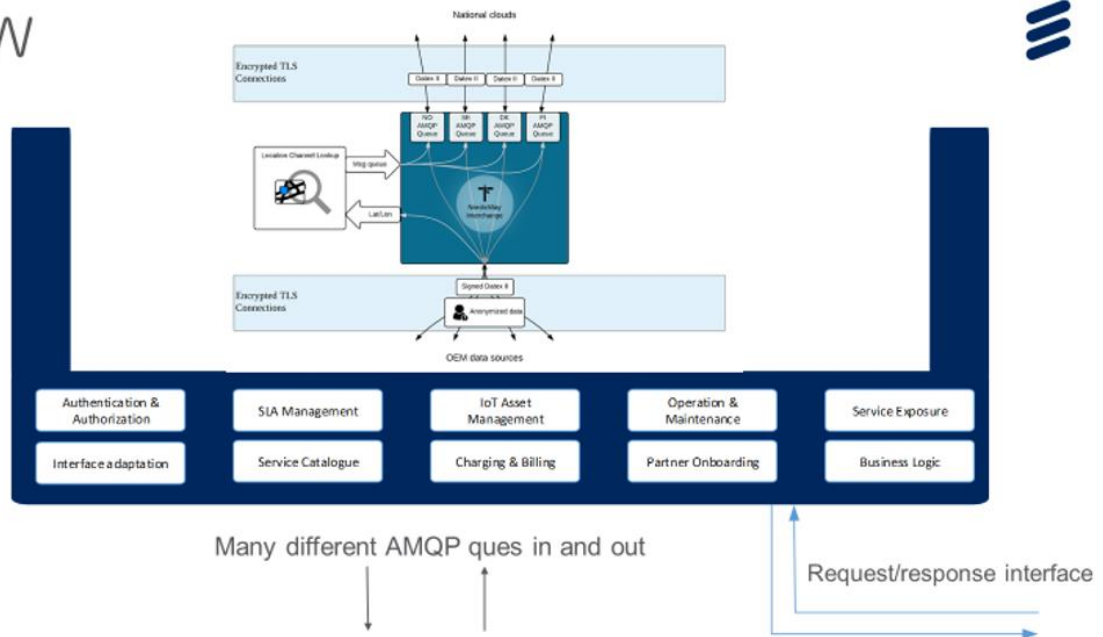 W
National clouds
Encrypted TLS
Connections
Datex II Datex II Datex II Datex II
NO
AMQP
Queue
SE
AMQP
Queue
DK
AMQP
Queue
FI
AMQP
Queue
Location Channel Lookup
Msg queue
Lat/Lon
NordicWay
Interchange
Signed Datex II
Encrypted TLS
Connections
Anonymized data
OEM data sources
Authentication &
Authorization
SLA Management
IoT Asset
Management
Operation &
Maintenance
Service Exposure
Interface adaptation
Service Catalogue
Charging & Billing
Partner Onboarding
Business Logic
Many different AMQP ques in and out
Request/response interface